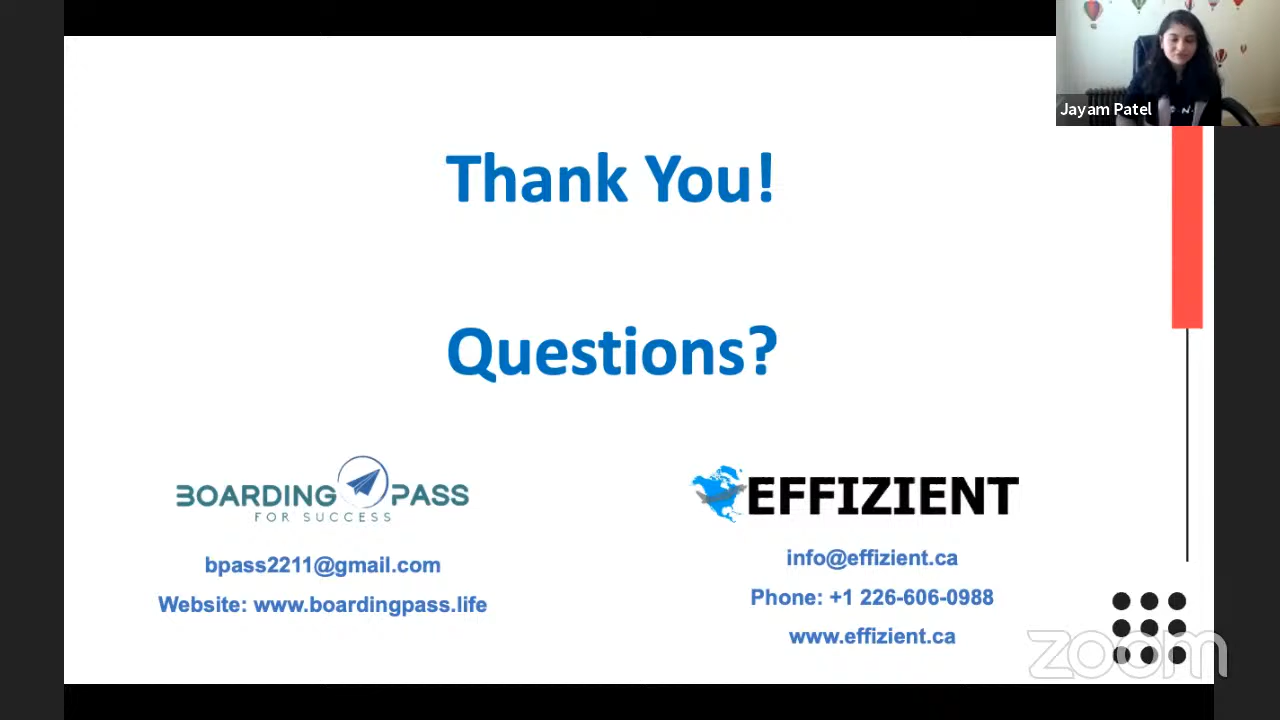 Jayam Patel
Thank You!
Questions?
BOARDING PASS
FOR SUCCESS
bpass2211@gmail.com
Website: www.boardingpass.life
EFFIZIENT
info@effizient.ca
Phone: +1 226-606-0988
www.effizient.ca
zoom